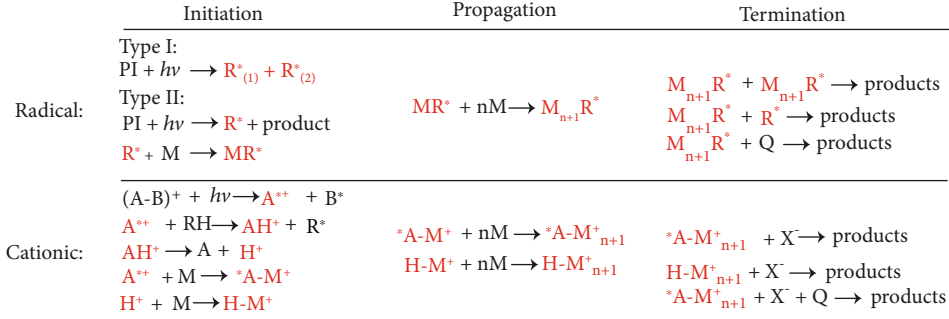 Initiation Propagation Termination
Radical:
Type I:
PI + hν → R*(1) + R*(2)
Type II:
PI + hν → R* + product
R* + M → MR*
MR* + nM → Mn+1R*
Mn+1R* + Mn+1R* → products
Mn+1R* + R* → products
Mn+1R* + Q → products
Cationic:
(A-B)+ + hν → A*+ + B*
A*+ + RH → AH+ + R*
AH+ → A + H+
A*+ + M → *A-M+
H+ + M → H-M+
*A-M+ + nM → *A-M+n+1
H-M+ + nM → H-M+n+1
*A-M+n+1 + X- → products
H-M+n+1 + X- → products
*A-M+n+1 + X- + Q → products